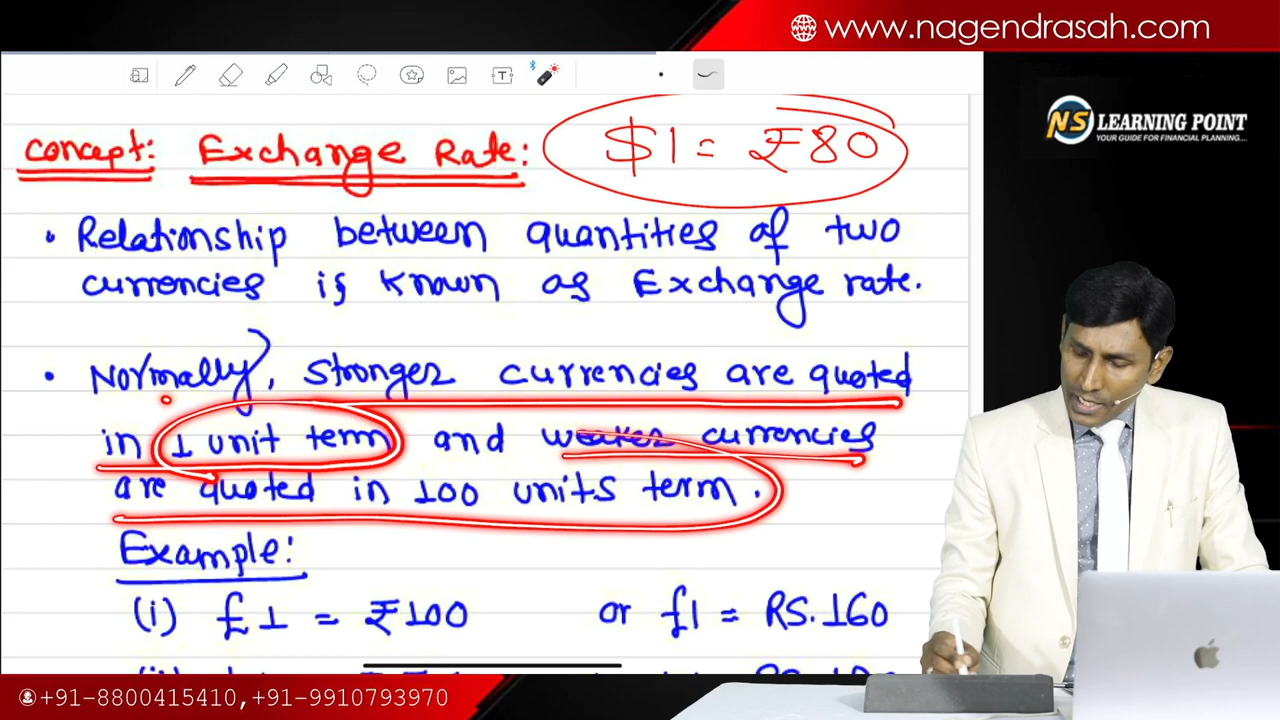 www.nagendrasah.com
NS LEARNING POINT
YOUR GUIDE FOR FINANCIAL PLANNING....
Concept: Exchange Rate: $1 = ₹80
• Relationship between quantities of two
currencies is known as Exchange rate.
• Normally, stronger currencies are quoted
in 1 unit term and weaker currencies
are quoted in 100 units term.
Example:
(i) £1 = ₹100 or £1 = RS.160
+91-8800415410,+91-9910793970